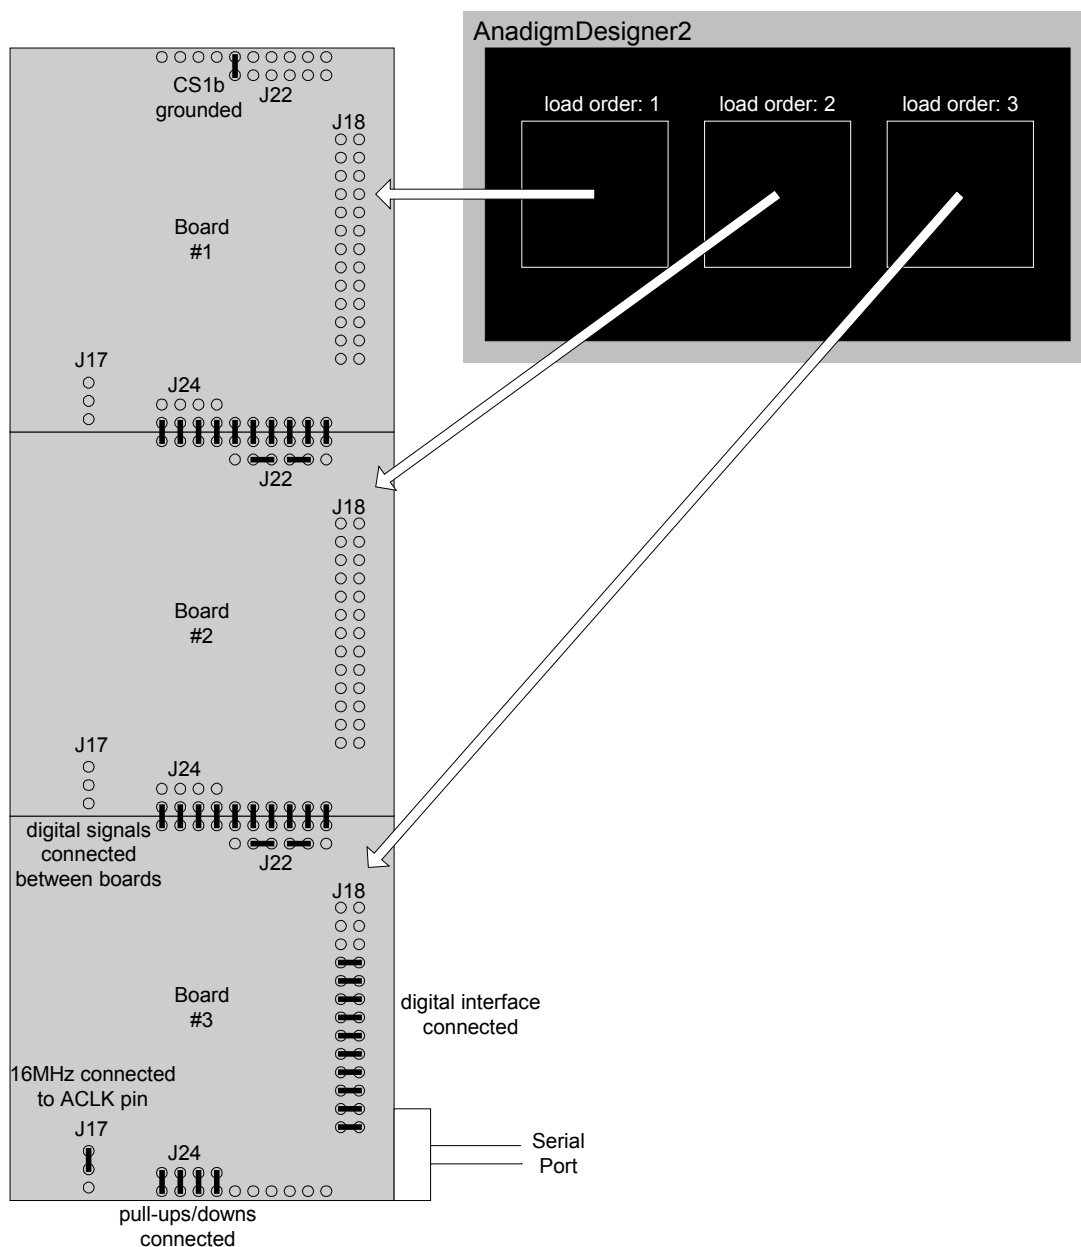 AnadigmDesigner2
load order: 1
load order: 2
load order: 3
CS1b
grounded
J22
J18
Board
#1
J17
J24
J22
J18
Board
#2
J17
J24
digital signals
connected
between boards
J22
J18
Board
#3
digital interface
connected
16MHz connected
to ACLK pin
J17
J24
Serial
Port
pull-ups/downs
connected